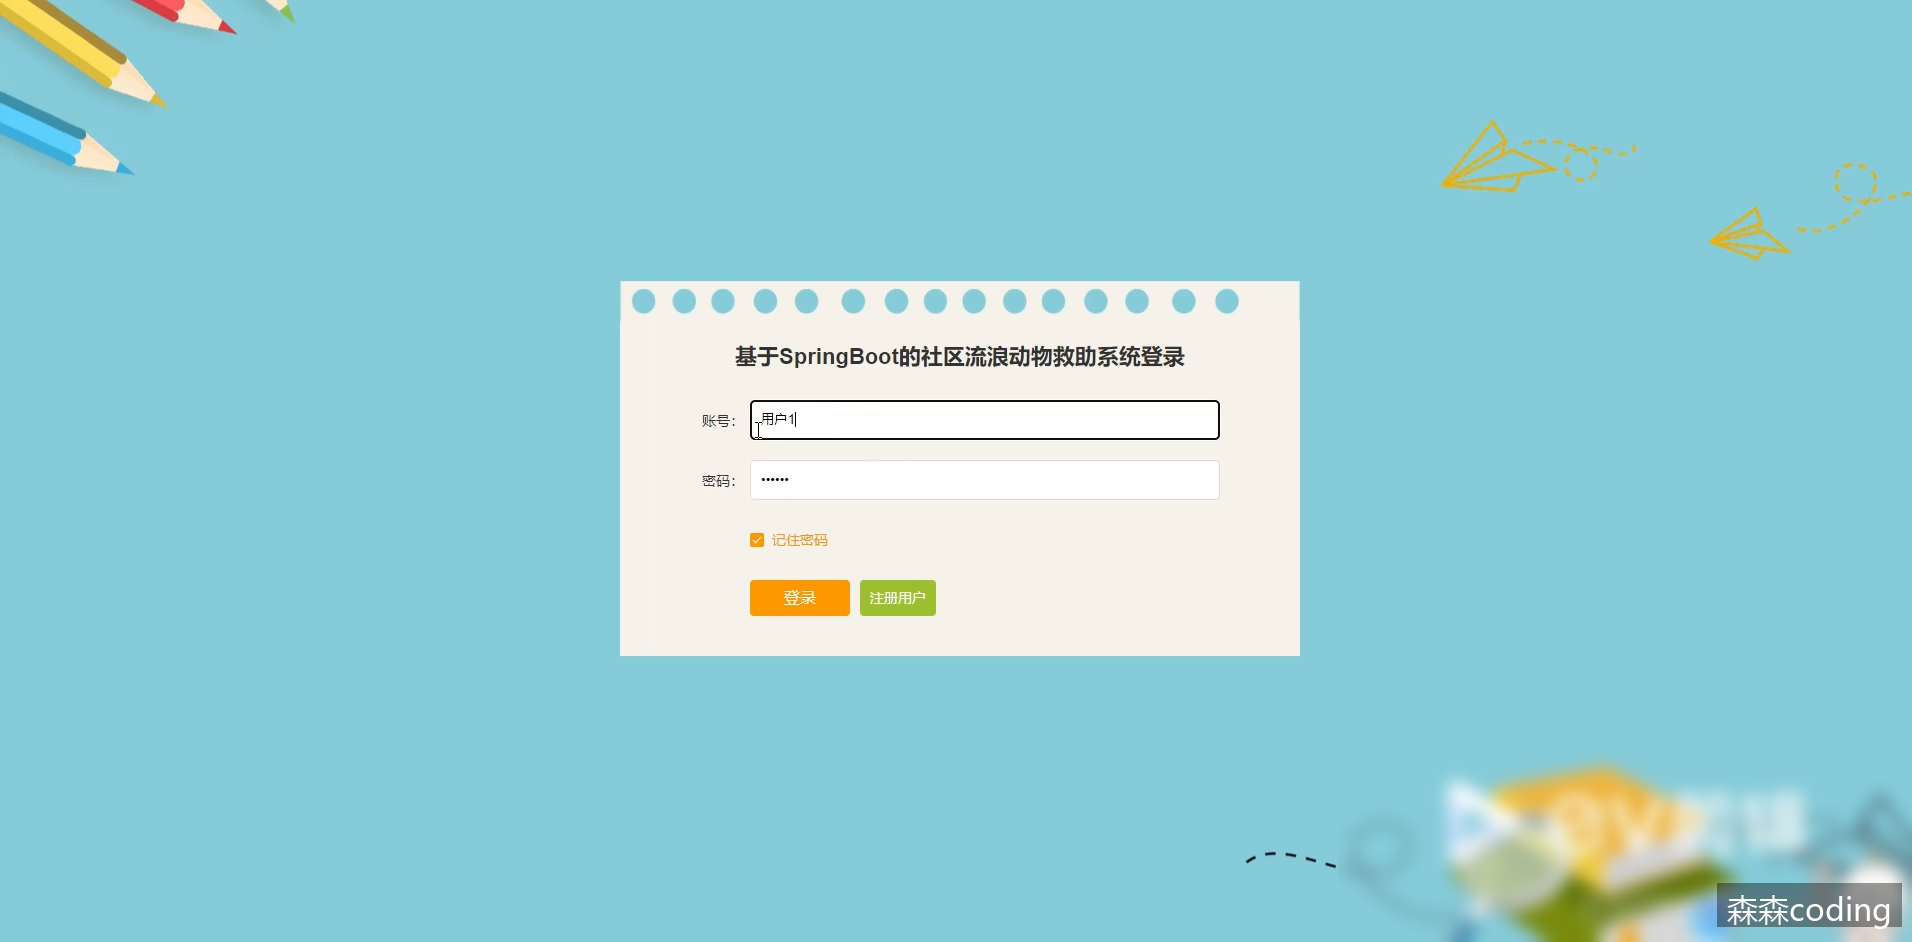 基于SpringBoot的社区流浪动物救助系统登录
账号：
用户1
密码：
••••••
记住密码
登录
注册用户
森森coding